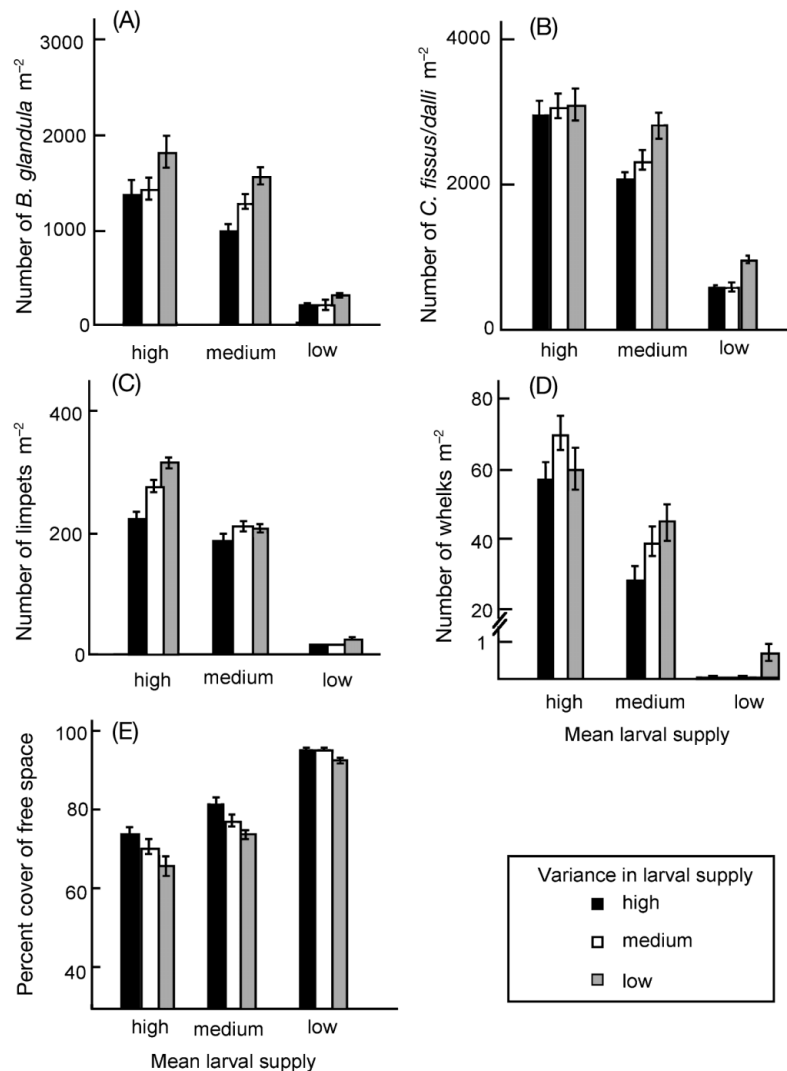 (A)
Number of B. glandula m⁻²
3000
2000
1000
0
high medium low
(B)
Number of C. fissus/dalli m⁻²
4000
2000
0
high medium low
(C)
Number of limpets m⁻²
400
200
0
high medium low
(D)
Number of whelks m⁻²
80
60
40
20
1
high medium low
Mean larval supply
(E)
Percent cover of free space
100
80
60
40
high medium low
Mean larval supply
Variance in larval supply
high
medium
low